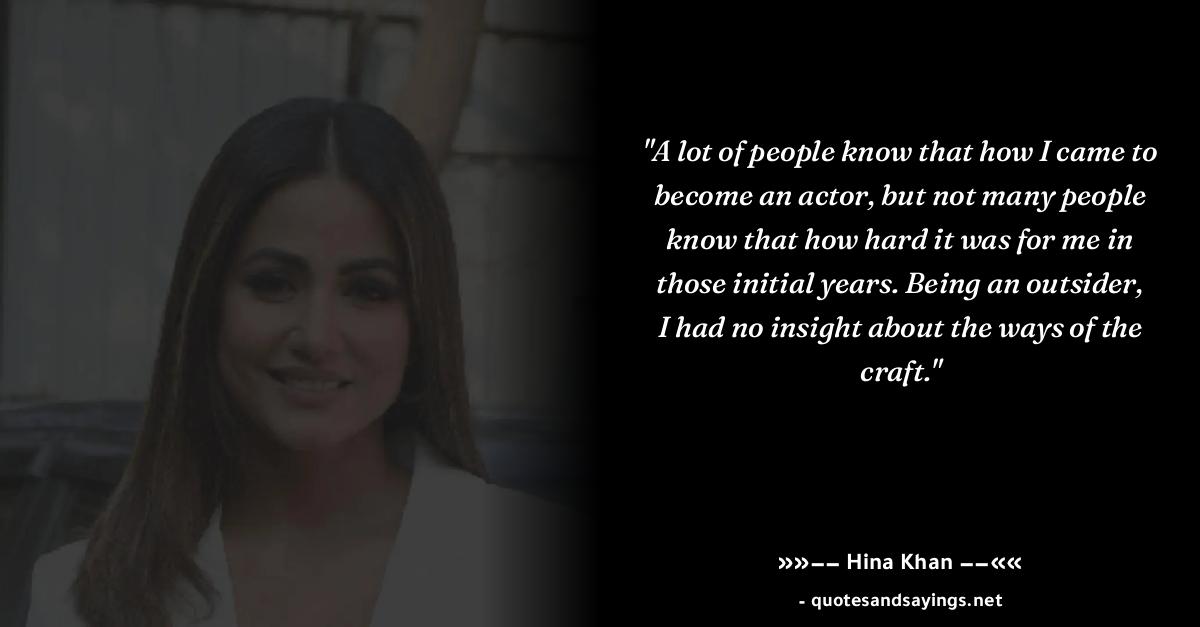 "A lot of people know that how I came to
become an actor, but not many people
know that how hard it was for me in
those initial years. Being an outsider,
I had no insight about the ways of the
craft."
»»–– Hina Khan ––««
- quotesandsayings.net